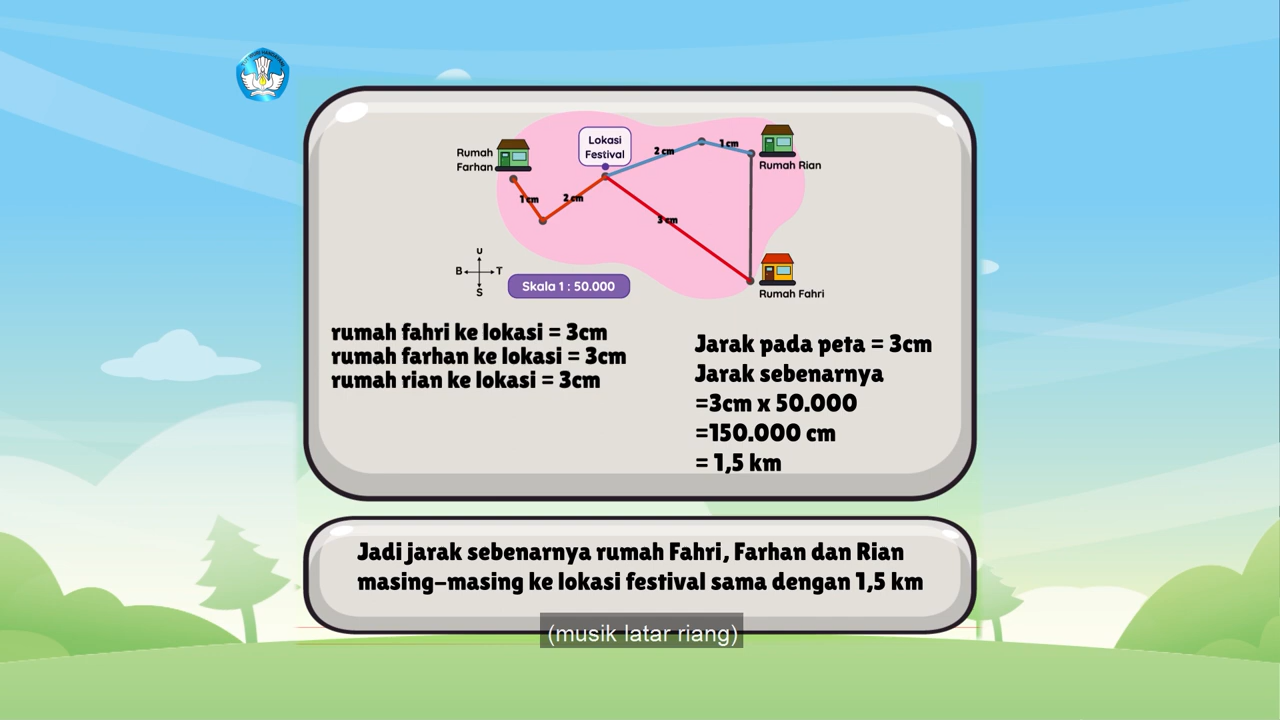 Rumah
Farhan
Lokasi
Festival
2 cm
1 cm
Rumah Rian
1 cm
2 cm
3 cm
U
B
T
S
Skala 1 : 50.000
Rumah Fahri
rumah fahri ke lokasi = 3cm
rumah farhan ke lokasi = 3cm
rumah rian ke lokasi = 3cm
Jarak pada peta = 3cm
Jarak sebenarnya
=3cm x 50.000
=150.000 cm
= 1,5 km
Jadi jarak sebenarnya rumah Fahri, Farhan dan Rian
masing-masing ke lokasi festival sama dengan 1,5 km
(musik latar riang)